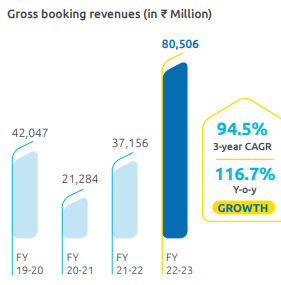 Gross booking revenues (in ₹ Million)
80,506
42,047
37,156
21,284
94.5%
3-year CAGR
116.7%
Y-o-y
GROWTH
FY
19-20
FY
20-21
FY
21-22
FY
22-23